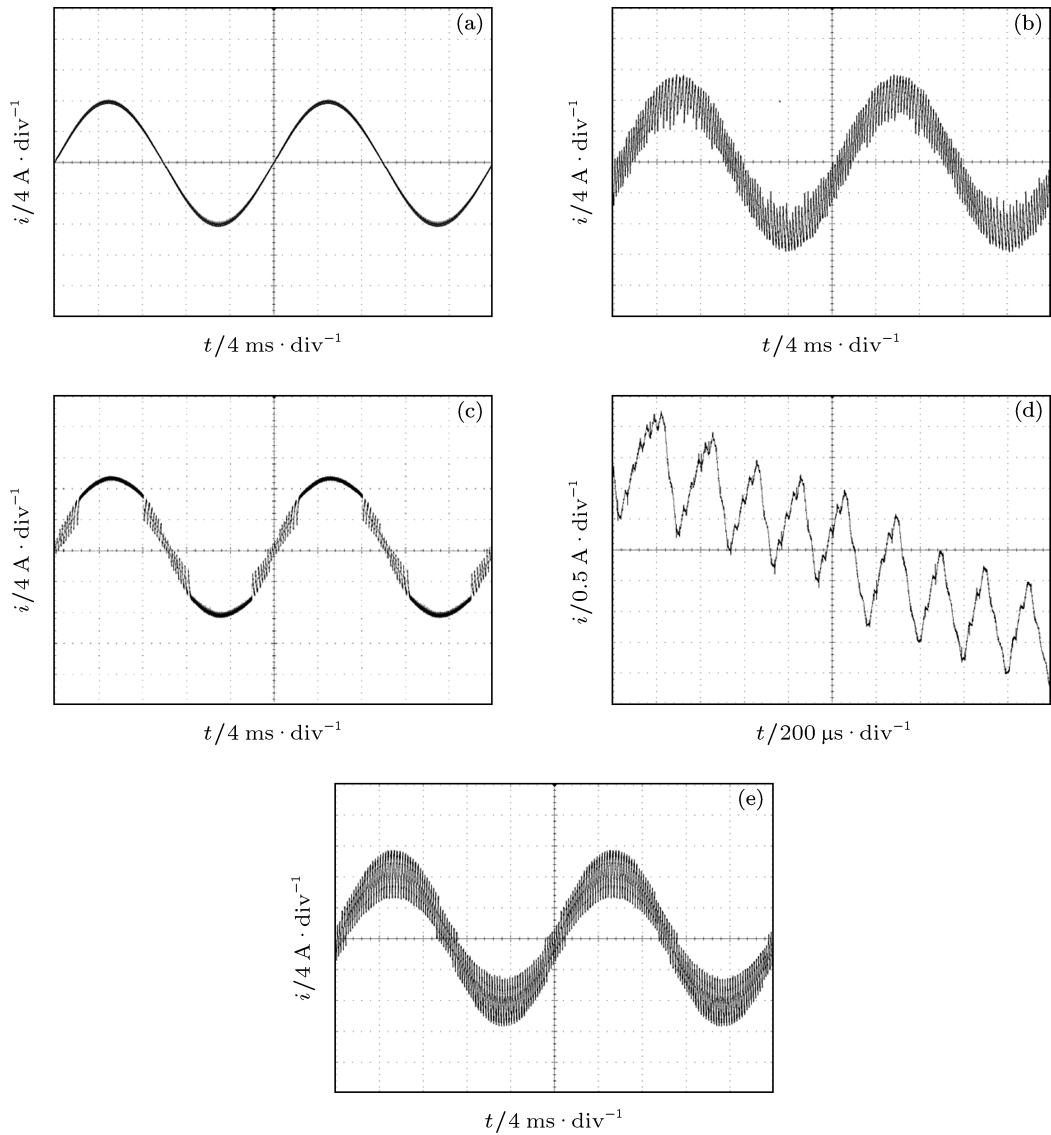 (a)
i/4 A · div⁻¹
t/4 ms · div⁻¹
(b)
i/4 A · div⁻¹
t/4 ms · div⁻¹
(c)
i/4 A · div⁻¹
t/4 ms · div⁻¹
(d)
i/0.5 A · div⁻¹
t/200 μs · div⁻¹
(e)
i/4 A · div⁻¹
t/4 ms · div⁻¹